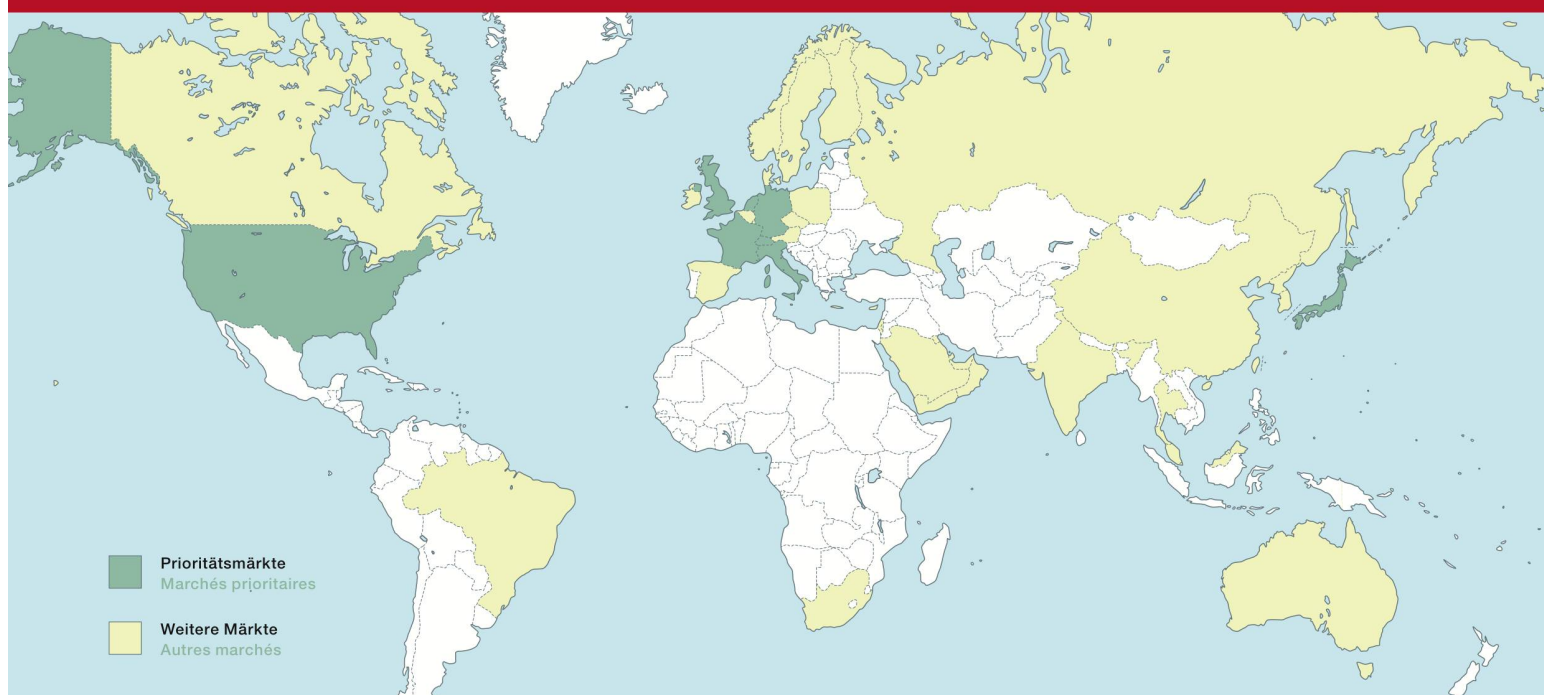 Prioritätsmärkte
Marchés prioritaires
Weitere Märkte
Autres marchés